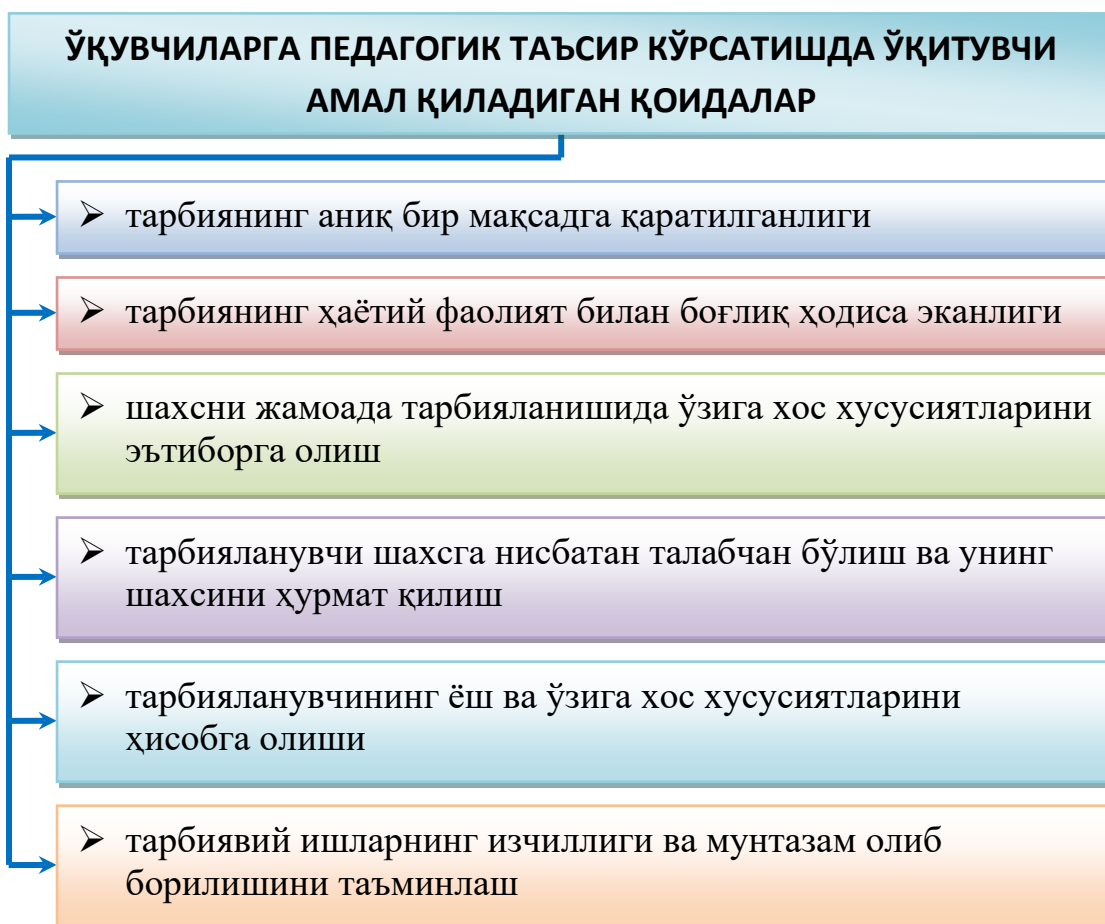 ЎҚУВЧИЛАРГА ПЕДАГОГИК ТАЪСИР КЎРСАТИШДА ЎҚИТУВЧИ
АМАЛ ҚИЛАДИГАН ҚОИДАЛАР
➢ тарбиянинг аниқ бир мақсадга қаратилганлиги
➢ тарбиянинг ҳаётий фаолият билан боғлиқ ҳодиса эканлиги
➢ шахсни жамоада тарбияланишида ўзига хос хусусиятларини
эътиборга олиш
➢ тарбияланувчи шахсга нисбатан талабчан бўлиш ва унинг
шахсини ҳурмат қилиш
➢ тарбияланувчининг ёш ва ўзига хос хусусиятларини
ҳисобга олиши
➢ тарбиявий ишларнинг изчиллиги ва мунтазам олиб
борилишини таъминлаш